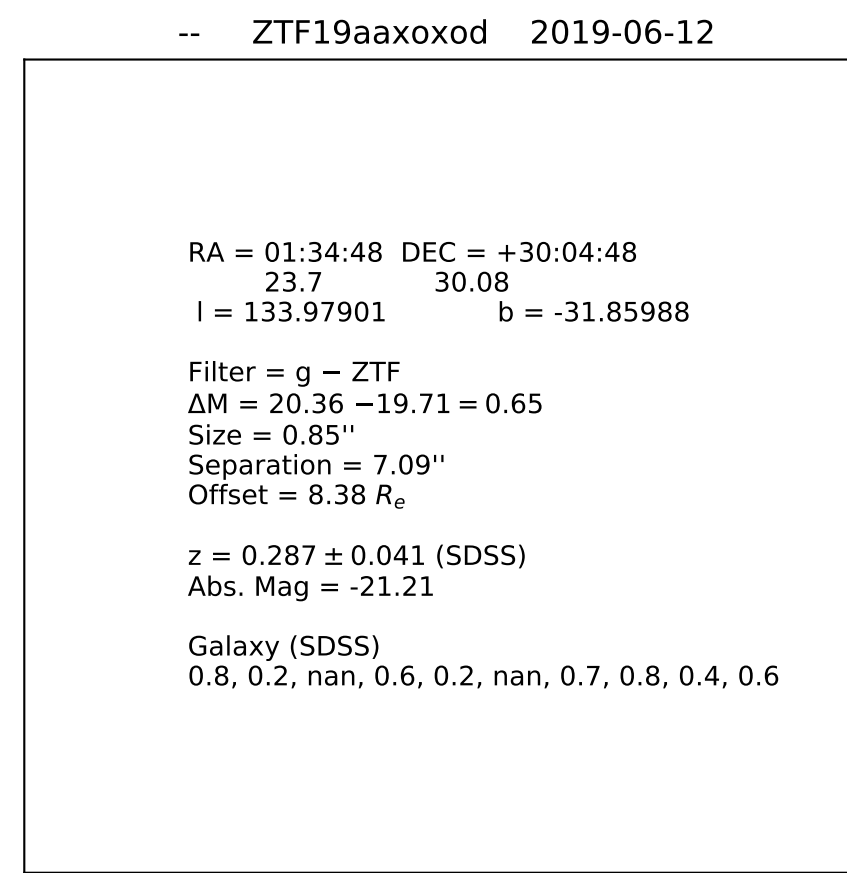 -- ZTF19aaxoxod 2019-06-12
RA = 01:34:48 DEC = +30:04:48
23.7 30.08
l = 133.97901 b = -31.85988
Filter = g − ZTF
ΔM = 20.36 −19.71 = 0.65
Size = 0.85''
Separation = 7.09''
Offset = 8.38 Re
z = 0.287 ± 0.041 (SDSS)
Abs. Mag = -21.21
Galaxy (SDSS)
0.8, 0.2, nan, 0.6, 0.2, nan, 0.7, 0.8, 0.4, 0.6